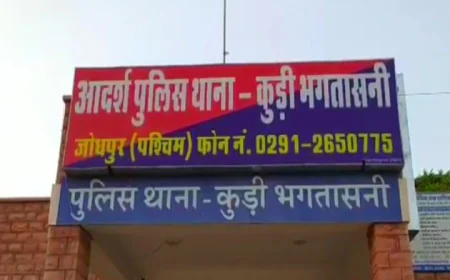 आदर्श पुलिस थाना - कुड़ी भगतासनी
जोधपुर (पश्चिम) फोन नं. 0291-2650775
पुलिस थाना - कुड़ी भगतासनी